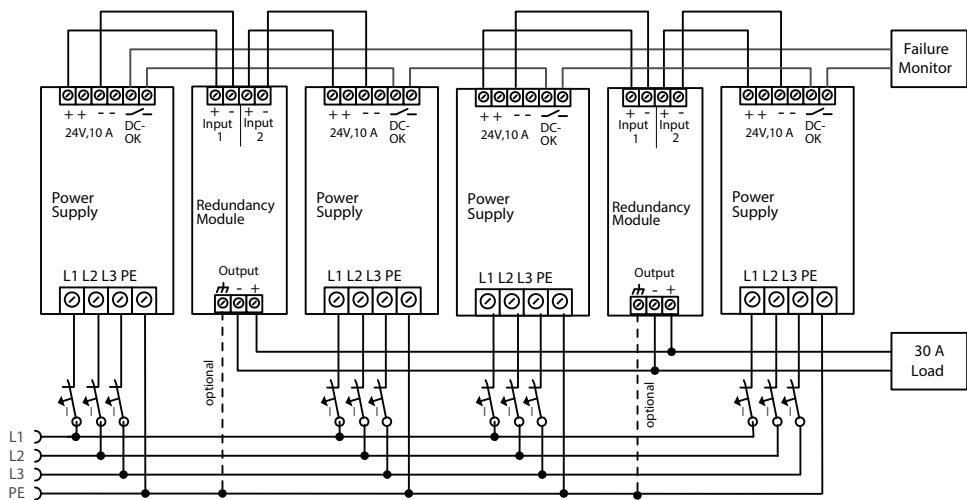 Failure
Monitor
+ +
- -
24V,10 A
DC-
OK
Power
Supply
L1 L2 L3 PE
+ - + -
Input
1
Input
2
Redundancy
Module
Output
- +
+ +
- -
24V,10 A
DC-
OK
Power
Supply
L1 L2 L3 PE
+ +
- -
24V,10 A
DC-
OK
Power
Supply
L1 L2 L3 PE
+ - + -
Input
1
Input
2
Redundancy
Module
Output
- +
+ +
- -
24V,10 A
DC-
OK
Power
Supply
L1 L2 L3 PE
30 A
Load
I I I
optional
I I I
I I I
optional
I I I
L1
L2
L3
PE